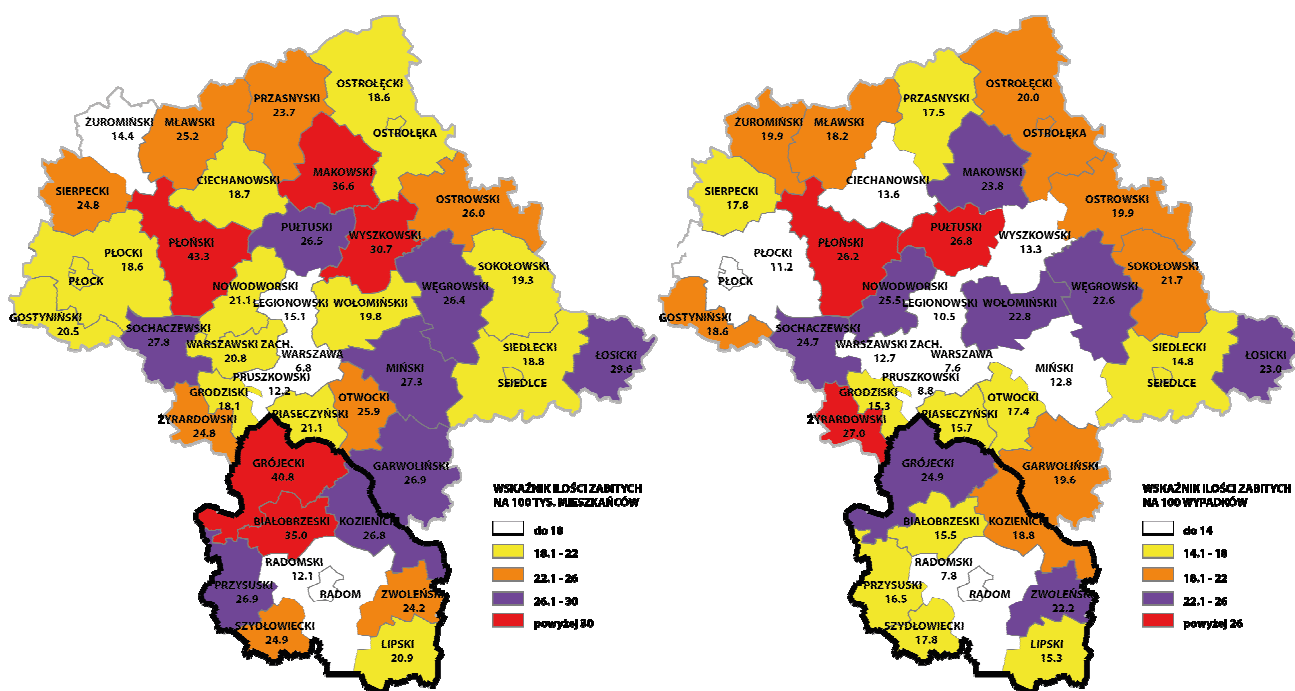 OSTROŁĘCKI
18.6
PRZASNYSKI
23.7
ŻUROMIŃSKI
14.4
MŁAWSKI
25.2
OSTROŁĘKA
CIECHANOWSKI
18.7
MAKOWSKI
36.6
SIERPECKI
24.8
OSTROWSKI
26.0
PUŁTUSKI
26.5
WYSZKOWSKI
30.7
PŁOŃSKI
43.3
PŁOCKI
18.6
PŁOCK
SOKOŁOWSKI
19.3
NOWODWORSKI
21.1
WĘGROWSKI
26.4
LEGIONOWSKI
15.1
WOŁOMIŃSKII
19.8
GOSTYNIŃSKI
20.5
SOCHACZEWSKI
27.8
WARSZAWSKI ZACH.
20.8
WARSZAWA
6.8
SIEDLECKI
18.8
ŁOSICKI
29.6
MIŃSKI
27.3
PRUSZKOWSKI
12.2
SEIEDLCE
GRODZISKI
18.1
OTWOCKI
25.9
ŻYRARDOWSKI
24.8
PIASECZYŃSKI
21.1
GRÓJECKI
40.8
GARWOLIŃSKI
26.9
BIAŁOBRZESKI
35.0
KOZIENICKI
26.8
RADOMSKI
12.1
PRZYSUSKI
26.9
RADOM
ZWOLEŃSKI
24.2
SZYDŁOWIECKI
24.9
LIPSKI
20.9
WSKAŹNIK ILOŚCI ZABITYCH
NA 100 TYS. MIESZKAŃCÓW
do 18
18.1 - 22
22.1 - 26
26.1 - 30
powyżej 30
OSTROŁĘCKI
20.0
PRZASNYSKI
17.5
ŻUROMIŃSKI
19.9
MŁAWSKI
18.2
OSTROŁĘKA
CIECHANOWSKI
13.6
MAKOWSKI
23.8
SIERPECKI
17.8
OSTROWSKI
19.9
PUŁTUSKI
26.8
WYSZKOWSKI
13.3
PŁOŃSKI
26.2
PŁOCKI
11.2
PŁOCK
SOKOŁOWSKI
21.7
NOWODWORSKI
25.5
WĘGROWSKI
22.6
LEGIONOWSKI
10.5
WOŁOMIŃSKII
22.8
GOSTYNIŃSKI
18.6
SOCHACZEWSKI
24.7
WARSZAWSKI ZACH.
12.7
WARSZAWA
7.6
SIEDLECKI
14.8
ŁOSICKI
23.0
MIŃSKI
12.8
PRUSZKOWSKI
8.8
SEIEDLCE
GRODZISKI
15.3
OTWOCKI
17.4
ŻYRARDOWSKI
27.0
PIASECZYŃSKI
15.7
GRÓJECKI
24.9
GARWOLIŃSKI
19.6
BIAŁOBRZESKI
15.5
KOZIENICKI
18.8
RADOMSKI
7.8
PRZYSUSKI
16.5
RADOM
ZWOLEŃSKI
22.2
SZYDŁOWIECKI
17.8
LIPSKI
15.3
WSKAŹNIK ILOŚCI ZABITYCH
NA 100 WYPADKÓW
do 14
14.1 - 18
18.1 - 22
22.1 - 26
powyżej 26